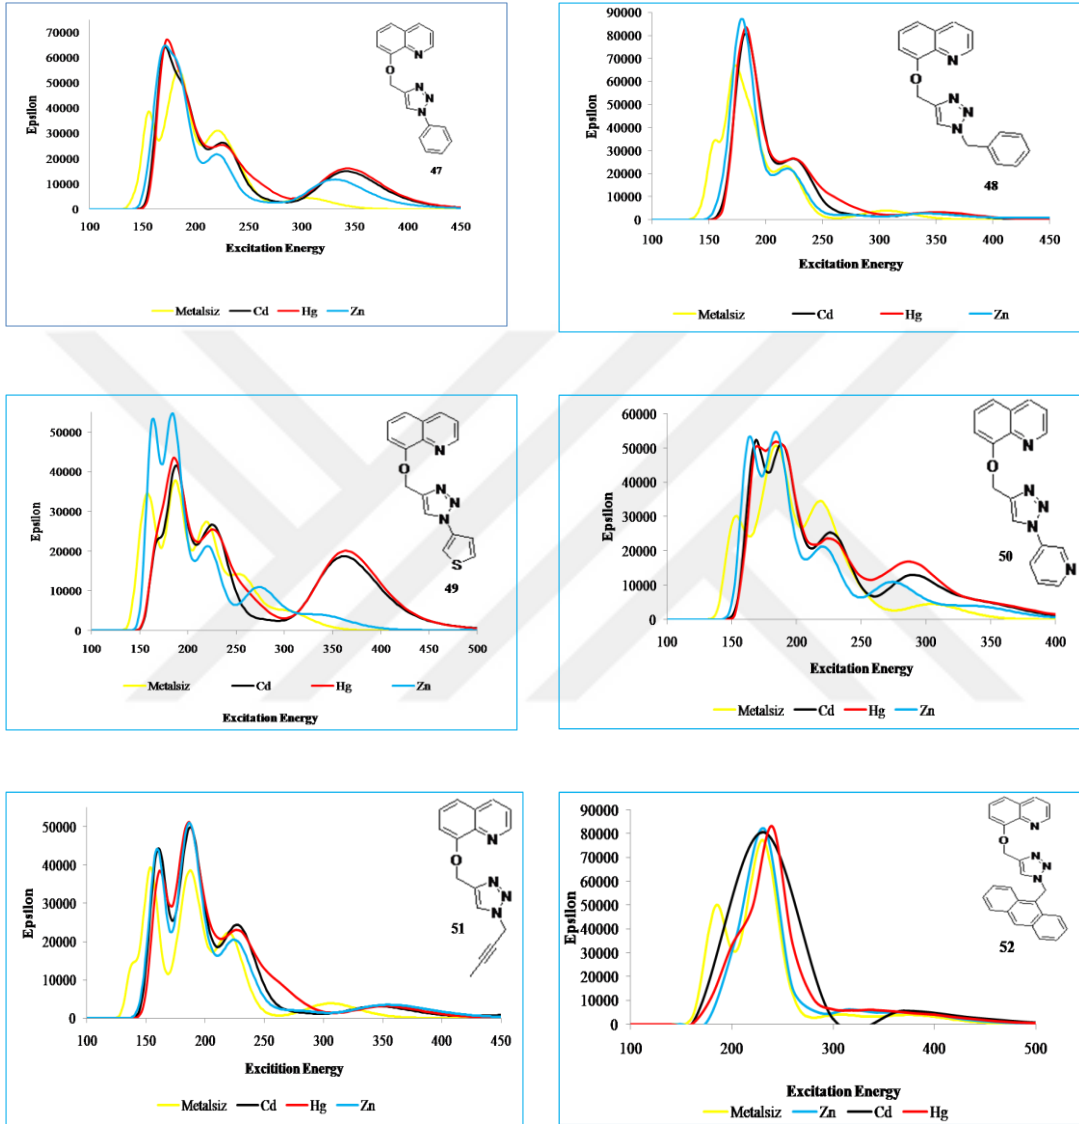 70000
60000
50000
40000
30000
20000
10000
0
Epsilon
100 150 200 250 300 350 400 450
Excitation Energy
Metalsiz Cd Hg Zn
N
O
N
N
N
47
90000
80000
70000
60000
50000
40000
30000
20000
10000
0
Epsilon
100 150 200 250 300 350 400 450
Excitation Energy
Metalsiz Cd Hg Zn
N
O
N
N
N
48
50000
40000
30000
20000
10000
0
Epsilon
100 150 200 250 300 350 400 450 500
Metalsiz Cd Hg Zn
Excitation Energy
N
O
N
N
N
S
49
60000
50000
40000
30000
20000
10000
0
Epsilon
100 150 200 250 300 350 400
Excitation Energy
Metalsiz Cd Hg Zn
N
O
N
N
N
N
50
50000
40000
30000
20000
10000
0
Epsilon
100 150 200 250 300 350 400 450
Excitition Energy
Metalsiz Cd Hg Zn
N
O
N
N
N
51
90000
80000
70000
60000
50000
40000
30000
20000
10000
0
Epsilon
100 200 300 400 500
Excitation Energy
Metalsiz Zn Cd Hg
N
O
N
N
N
52